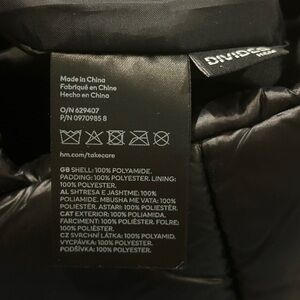 DIVIDED
Made in China
Fabriqué en Chine
Hecho en China
O/N 629407
P/N 0970985 8
hm.com/takecare
GB SHELL: 100% POLYAMIDE.
PADDING: 100% POLYESTER. LINING:
100% POLYESTER.
AL SHTRESA E JASHTME: 100%
POLIAMID. MBUSHA ME VATA: 100%
POLIESTËR. ASTARI: 100% POLIESTËR.
CAT EXTERIOR: 100% POLIAMIDA.
FARCIMENT: 100% POLIÈSTER. FOLRE:
100% POLIÈSTER.
CZ SVRCHNÍ LÁTKA: 100% POLYAMID.
VYCPÁVKA: 100% POLYESTER.
PODŠÍVKA: 100% POLYESTER.